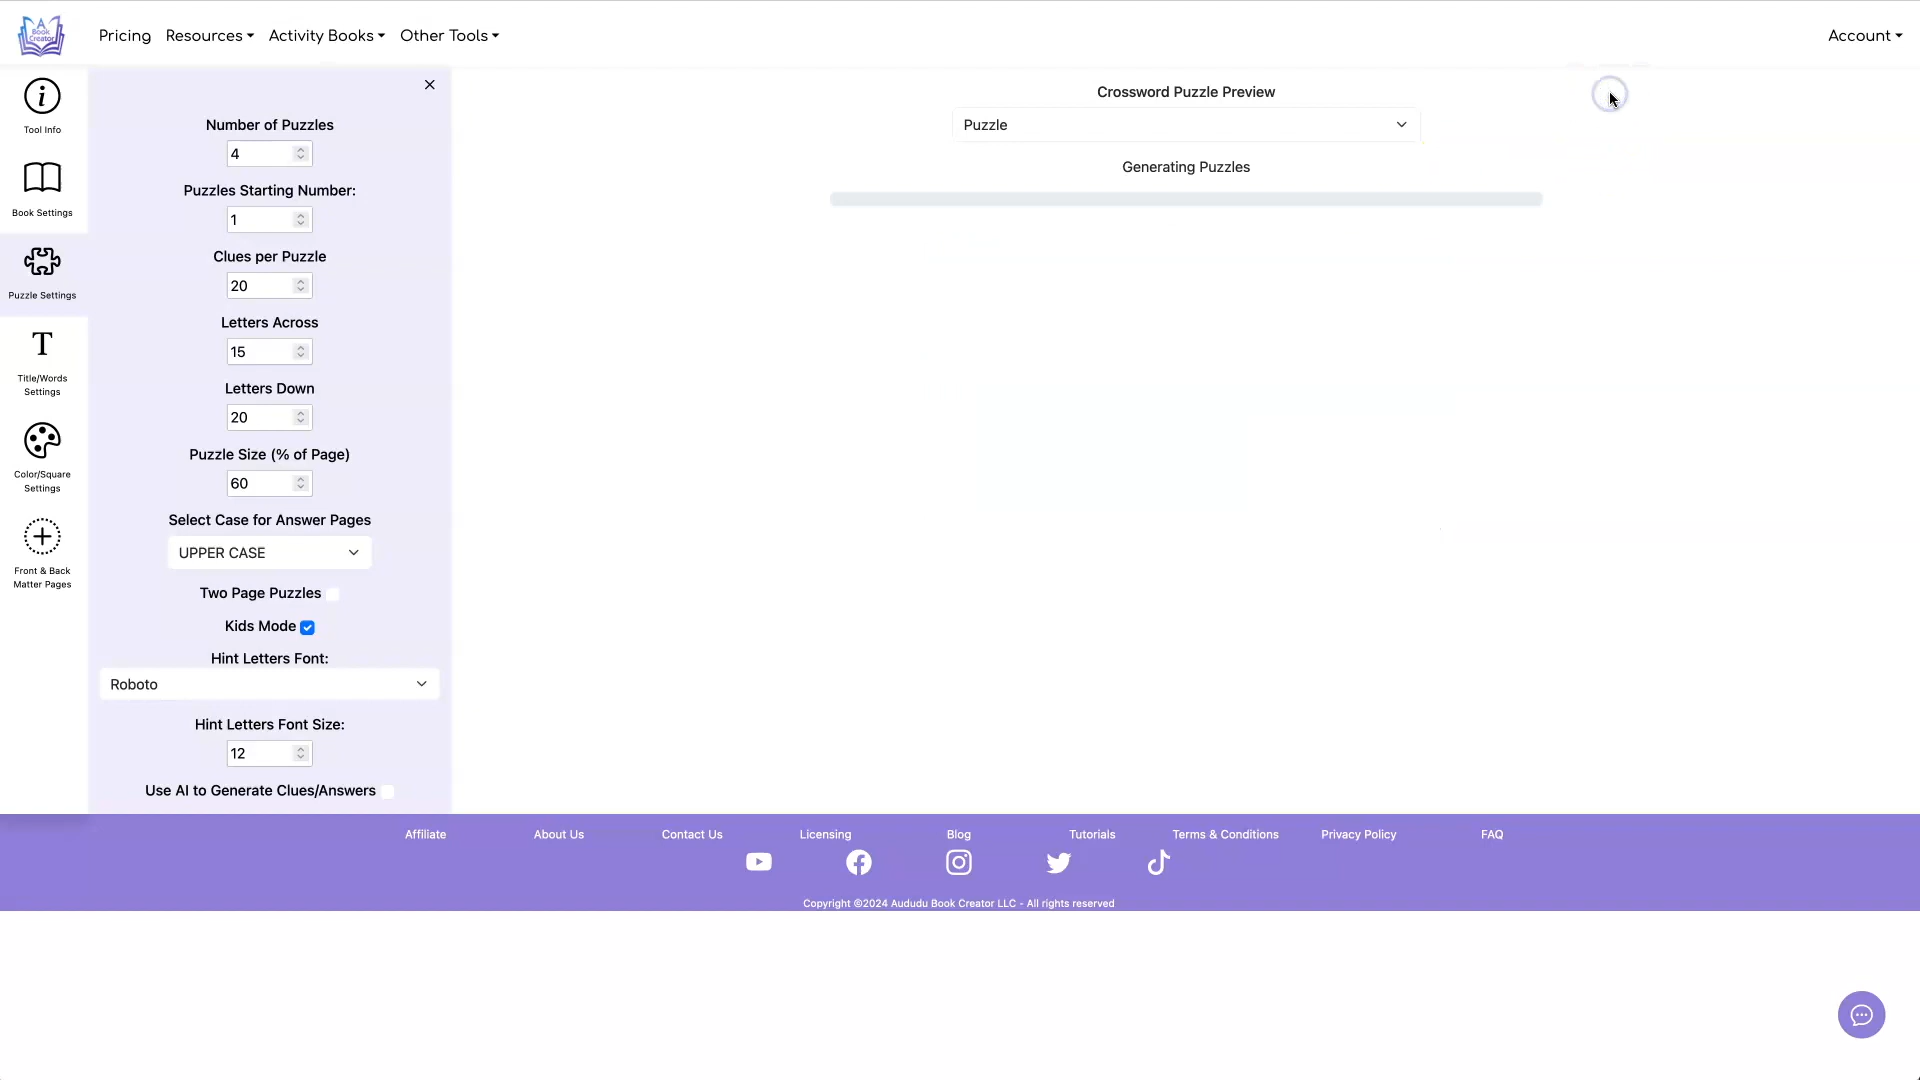 A
Book
Creator
Pricing
Resources
Activity Books
Other Tools
Account
Tool Info
Book Settings
Puzzle Settings
T
Title/Words
Settings
Color/Square
Settings
Front & Back
Matter Pages
Number of Puzzles
4
Puzzles Starting Number:
1
Clues per Puzzle
20
Letters Across
15
Letters Down
20
Puzzle Size (% of Page)
60
Select Case for Answer Pages
UPPER CASE
Two Page Puzzles
Kids Mode
Hint Letters Font:
Roboto
Hint Letters Font Size:
12
Use AI to Generate Clues/Answers
Crossword Puzzle Preview
Puzzle
Generating Puzzles
Affiliate
About Us
Contact Us
Licensing
Blog
Tutorials
Terms & Conditions
Privacy Policy
FAQ
Copyright ©2024 Aududu Book Creator LLC - All rights reserved